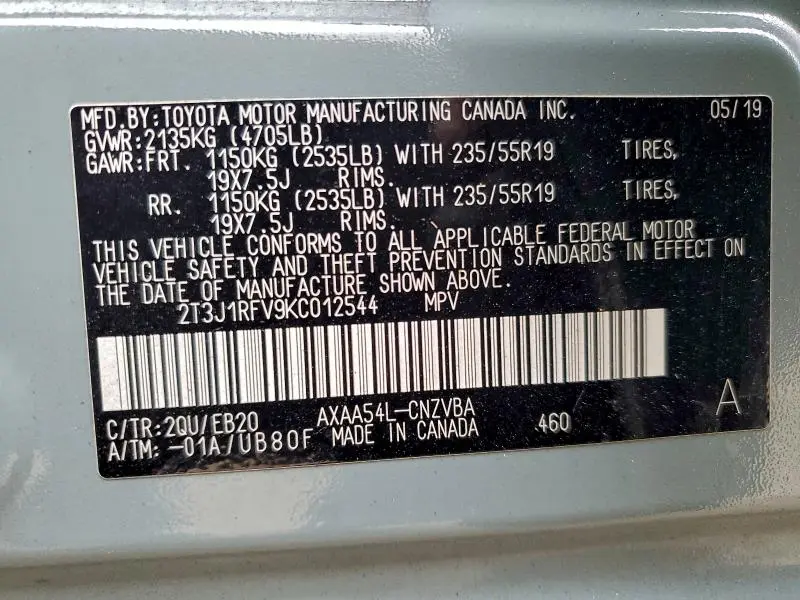 MFD.BY:TOYOTA MOTOR MANUFACTURING CANADA INC. 05/19
GVWR:2135KG (4705LB)
GAWR:FRT. 1150KG (2535LB) WITH 235/55R19 TIRES,
19X7.5J RIMS.
RR. 1150KG (2535LB) WITH 235/55R19 TIRES,
19X7.5J RIMS.
THIS VEHICLE CONFORMS TO ALL APPLICABLE FEDERAL MOTOR
VEHICLE SAFETY AND THEFT PREVENTION STANDARDS IN EFFECT ON
THE DATE OF MANUFACTURE SHOWN ABOVE.
2T3J1RFV9KC012544 MPV
C/TR:2QU/EB20 AXAA54L-CNZVBA 460 A
A/TM:-01A/UB80F MADE IN CANADA